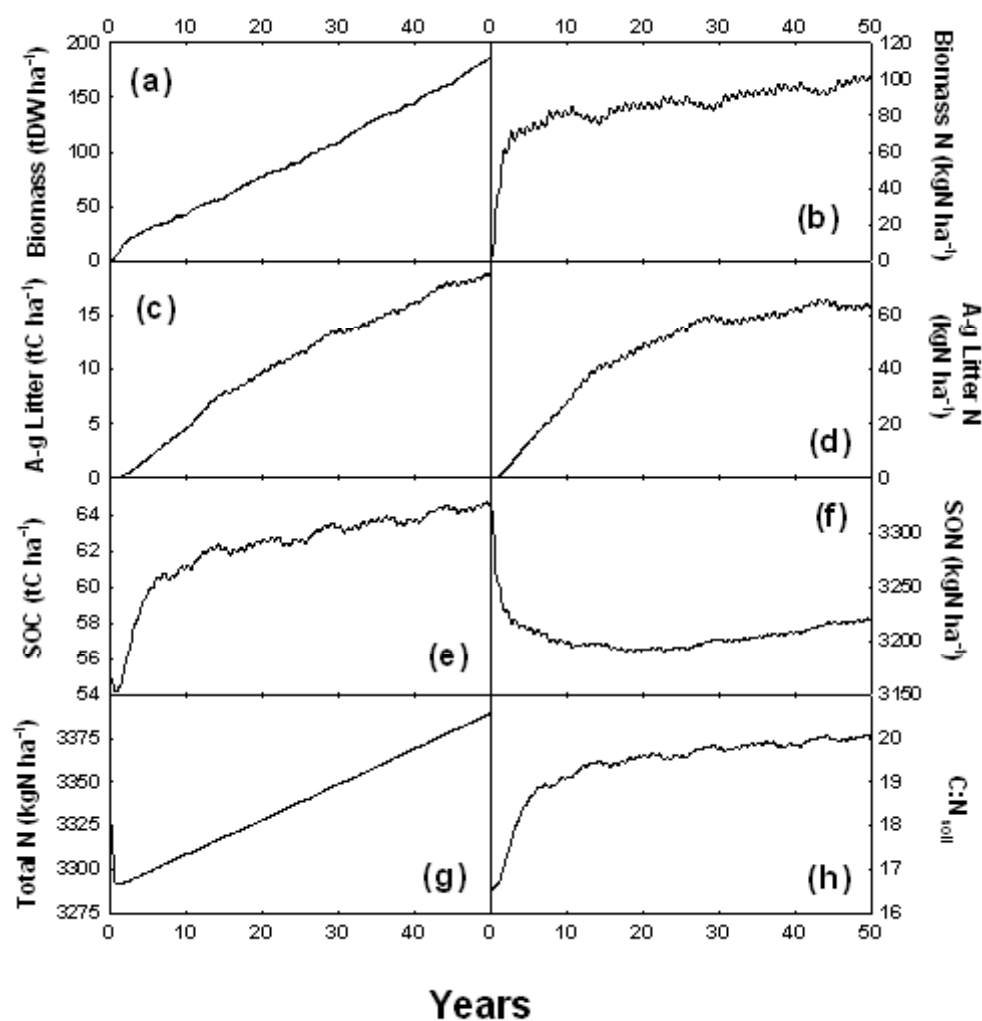 0 10 20 30 40 0 10 20 30 40 50
Biomass (tDW ha-1)
200
150
100
50
0
(a)
(b)
120
100
80
60
40
20
0
Biomass N (kgN ha-1)
A-g Litter (tC ha-1)
15
10
5
0
(c)
(d)
60
40
20
0
A-g Litter N
(kgN ha-1)
SOC (tC ha-1)
64
62
60
58
56
54
(e)
(f)
3300
3250
3200
3150
SON (kgN ha-1)
Total N (kgN ha-1)
3375
3350
3325
3300
3275
(g)
(h)
20
19
18
17
16
C:Nsoil
0 10 20 30 40 0 10 20 30 40 50
Years